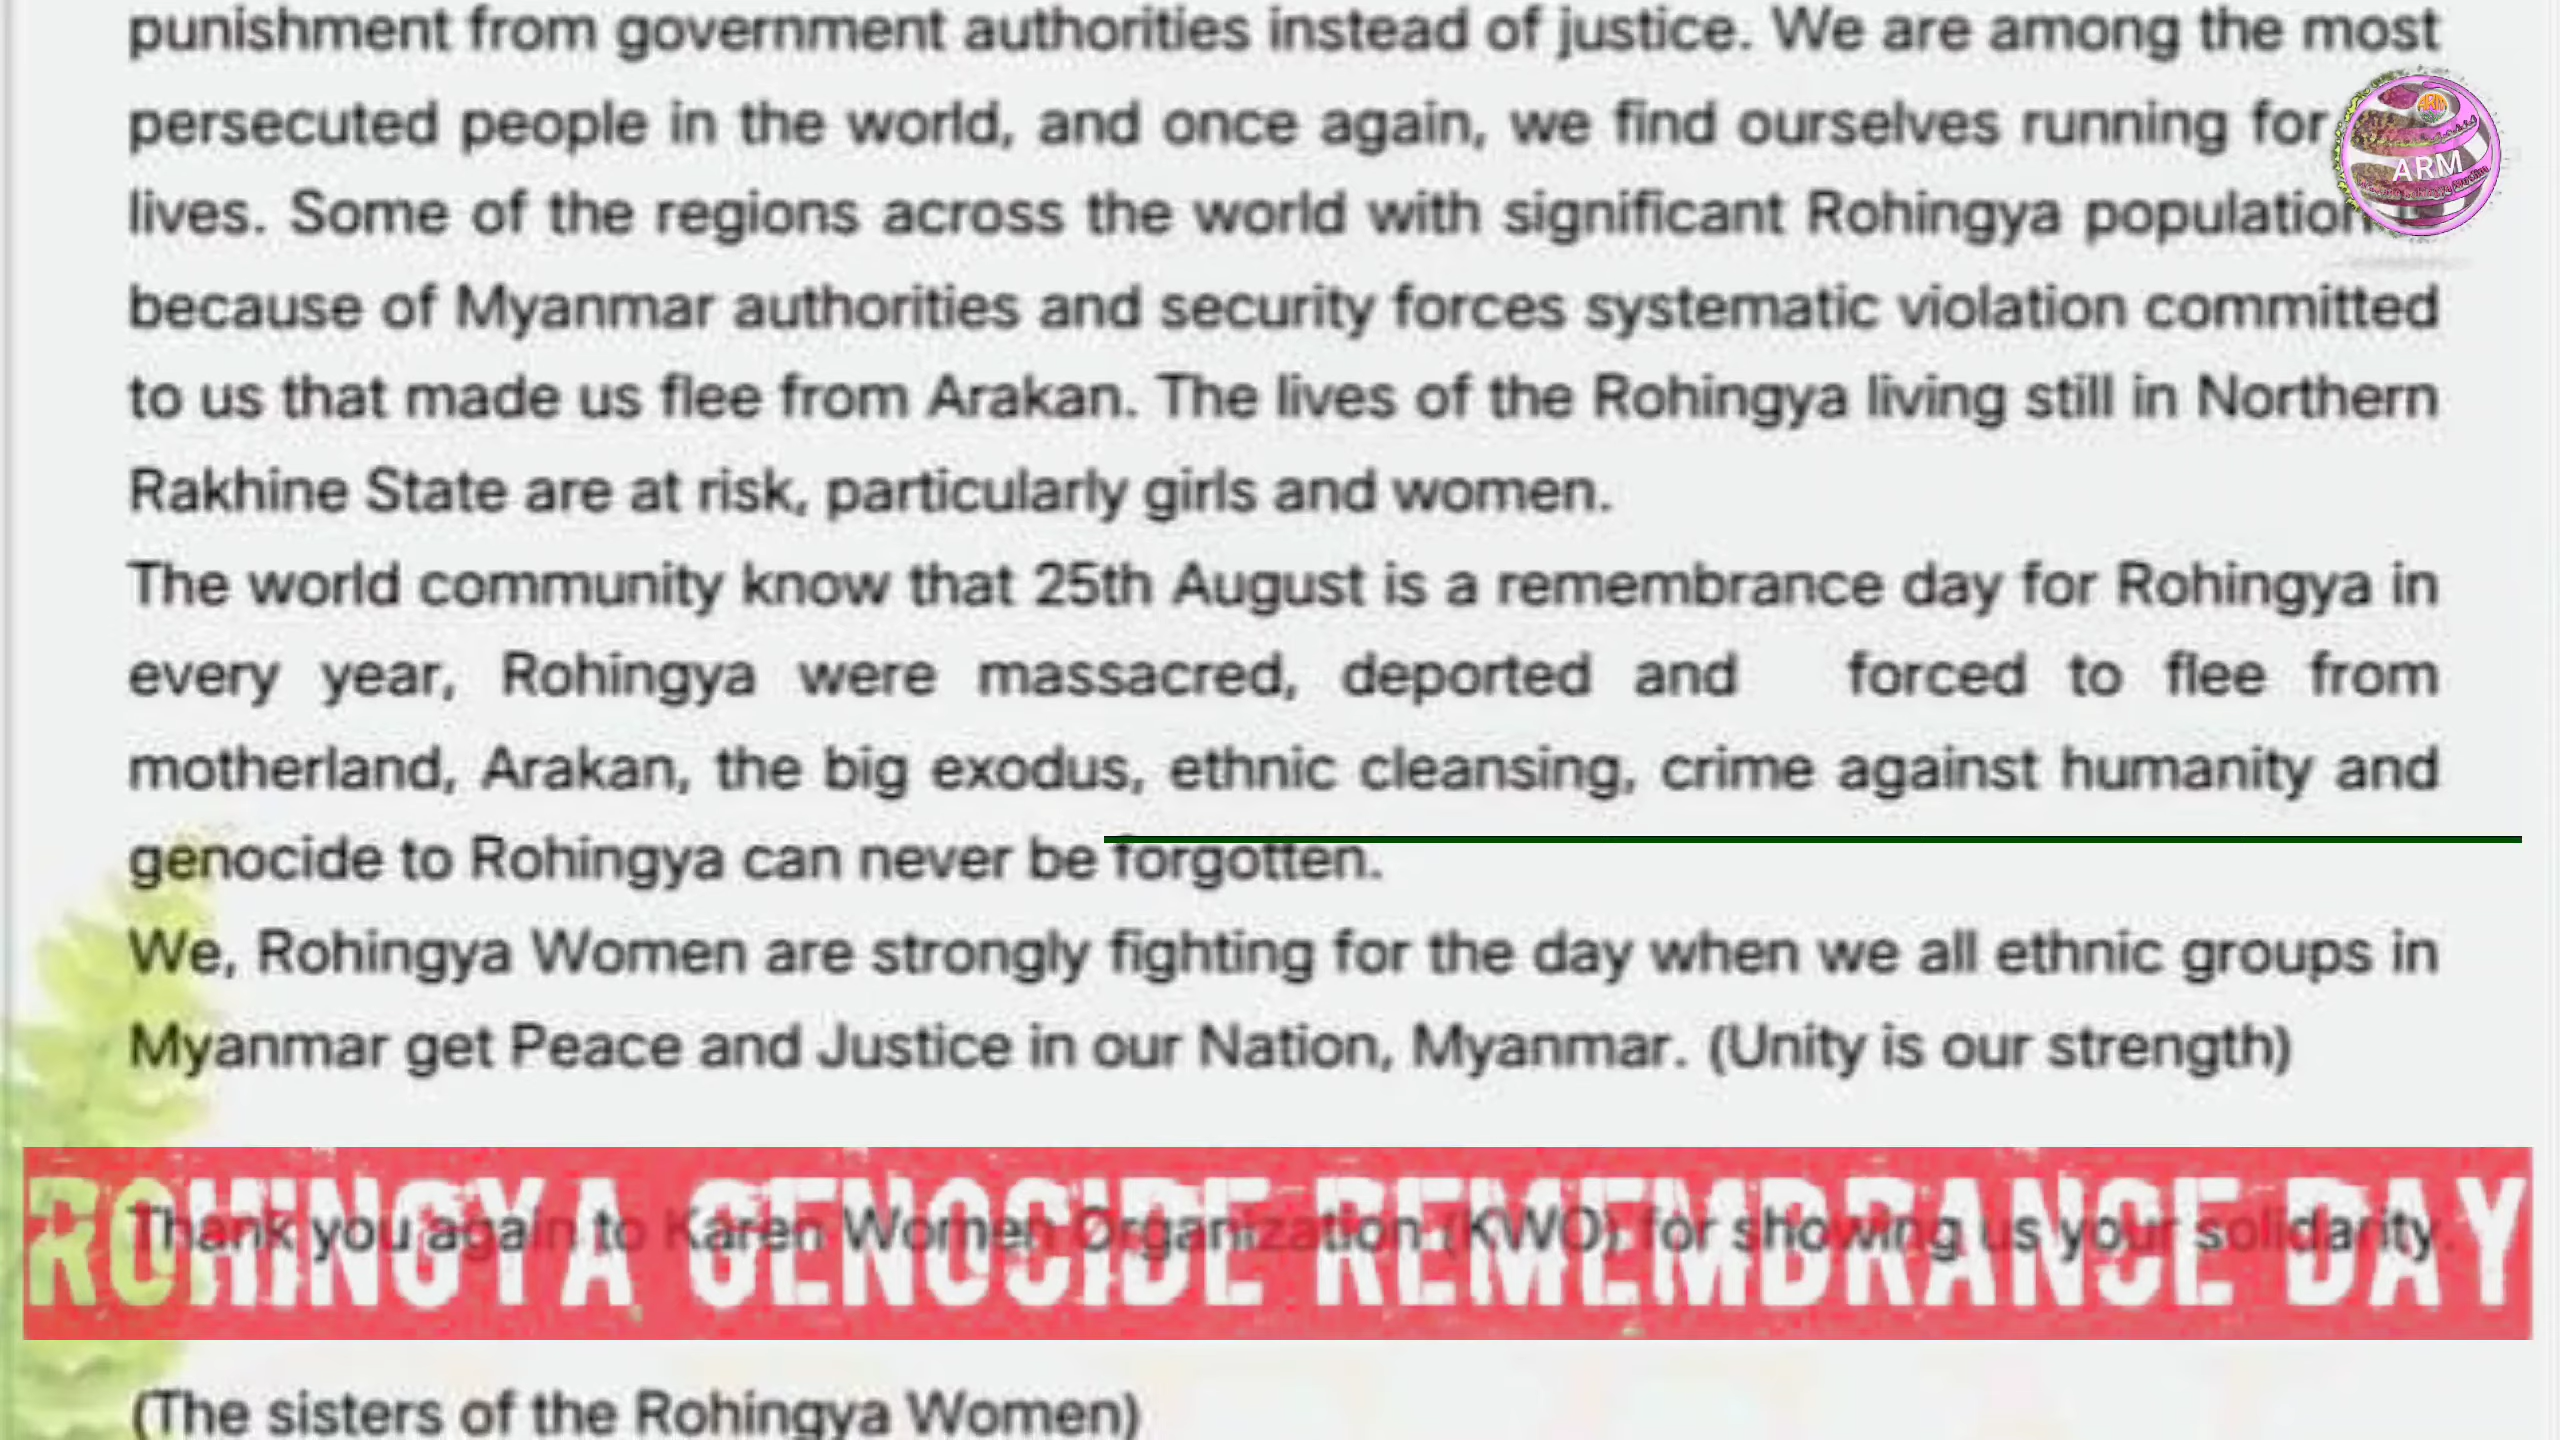 punishment from government authorities instead of justice. We are among the most
persecuted people in the world, and once again, we find ourselves running for
lives. Some of the regions across the world with significant Rohingya population
because of Myanmar authorities and security forces systematic violation committed
to us that made us flee from Arakan. The lives of the Rohingya living still in Northern
Rakhine State are at risk, particularly girls and women.
The world community know that 25th August is a remembrance day for Rohingya in
every year, Rohingya were massacred, deported and forced to flee from
motherland, Arakan, the big exodus, ethnic cleansing, crime against humanity and
genocide to Rohingya can never be forgotten.
We, Rohingya Women are strongly fighting for the day when we all ethnic groups in
Myanmar get Peace and Justice in our Nation, Myanmar. (Unity is our strength)
ROHINGYA GENOCIDE REMEMBRANCE DAY
Thank you again to Karen Women Organization (KWO) for showing us your solidarity.
(The sisters of the Rohingya Women)
ARM
ARM